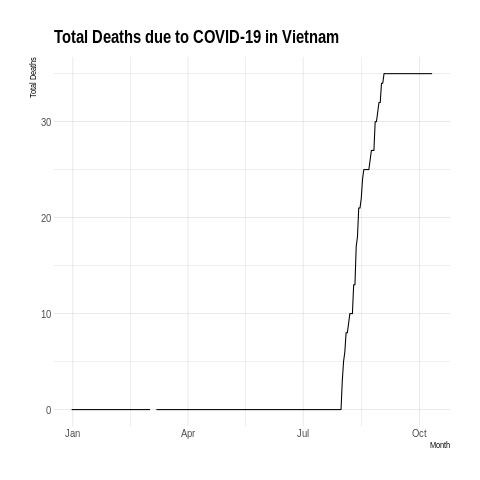 Total Deaths due to COVID-19 in Vietnam
Total Deaths
30
20
10
0
Jan Apr Jul Oct
Month